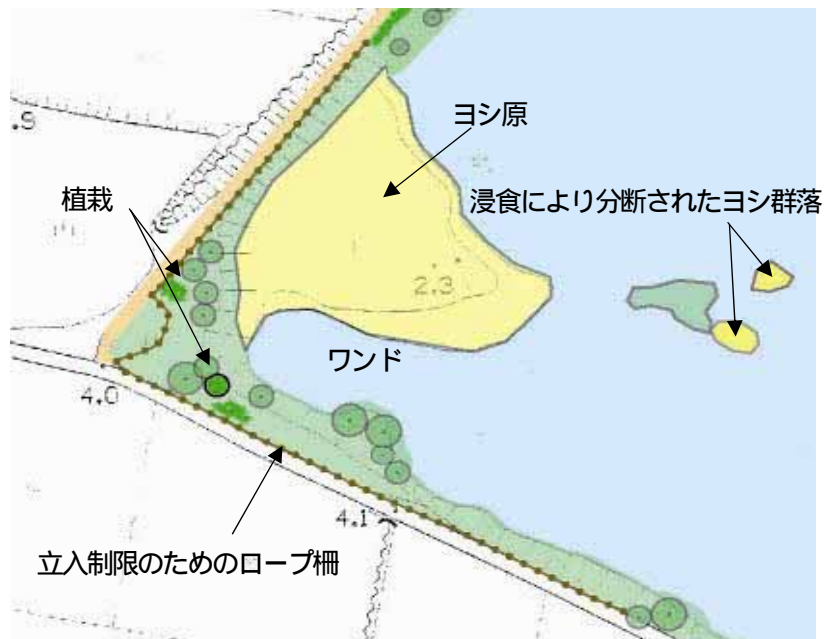 ヨシ原
.9
植栽
浸食により分断されたヨシ群落
2.3
ワンド
4.0
4.1
立入制限のためのロープ柵